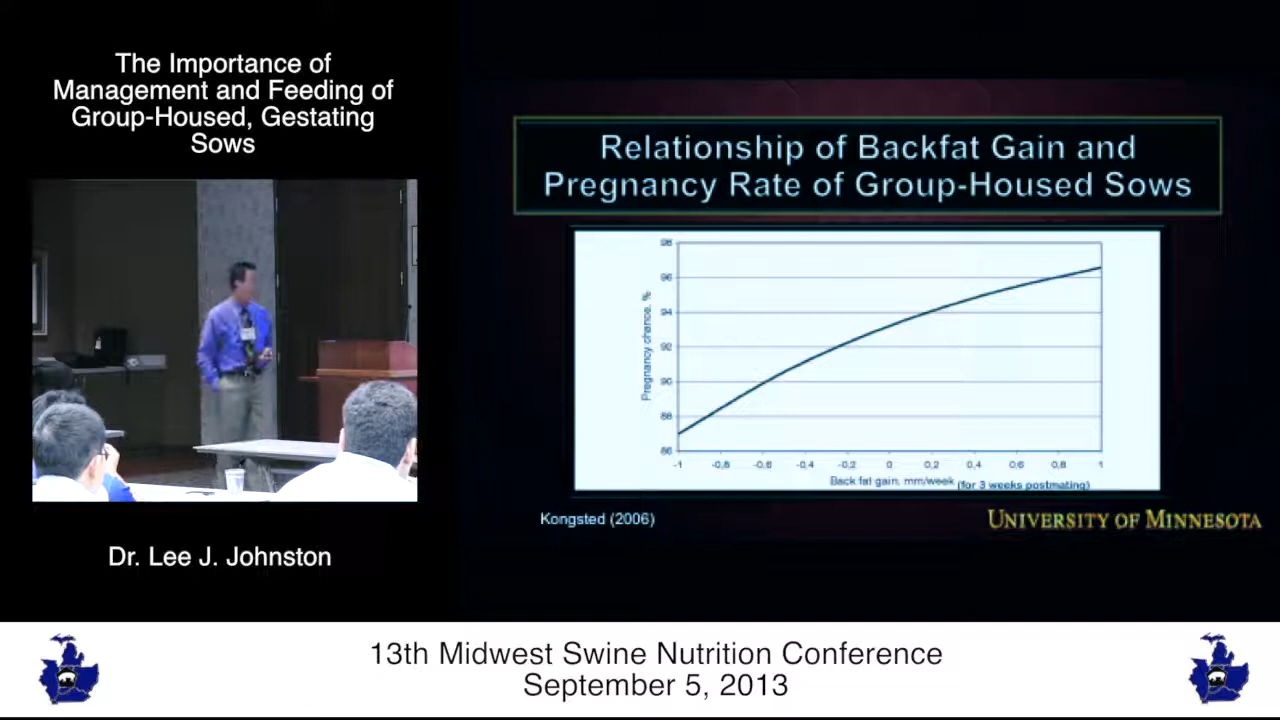 The Importance of
Management and Feeding of
Group-Housed, Gestating
Sows
Dr. Lee J. Johnston
Relationship of Backfat Gain and
Pregnancy Rate of Group-Housed Sows
Pregnancy chance, %
98
96
94
92
90
88
86
-1 -0,8 -0,6 -0,4 -0,2 0 0,2 0,4 0,6 0,8 1
Back fat gain, mm/week (for 3 weeks postmating)
Kongsted (2006)
UNIVERSITY OF MINNESOTA
13th Midwest Swine Nutrition Conference
September 5, 2013